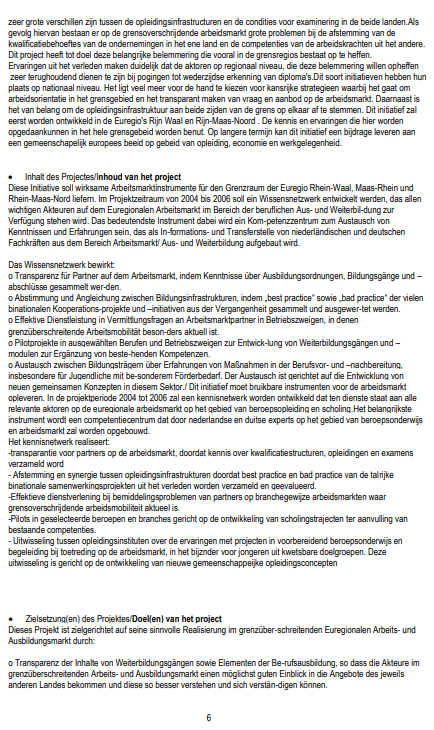 zeer grote verschillen zijn tussen de opleidingsinfrastructuren en de condities voor examinering in de beide landen.Als
gevolg hiervan bestaan er op de grensoverschrijdende arbeidsmarkt grote problemen bij de afstemming van de
kwalificatiebehoeftes van de ondernemingen in het ene land en de competenties van de arbeidskrachten uit het andere.
Dit project heeft tot doel deze belangrijke belemmering die vooral in de grensregios bestaat op te heffen.
Ervaringen uit het verleden maken duidelijk dat de aktoren op regionaal niveau, die deze belemmering willen opheffen
zeer terughoudend dienen te zijn bij pogingen tot wederzijdse erkenning van diploma's.Dit soort initiatieven hebben hun
plaats op nationaal niveau. Het ligt veel meer voor de hand te kiezen voor kansrijke strategieen waarbij het gaat om
arbeidsorientatie in het grensgebied en het transparant maken van vraag en aanbod op de arbeidsmarkt. Daarnaast is
het van belang om de opleidingsinfrastruktuur aan beide zijden van de grens op elkaar af te stemmen. Dit initiatief zal
eerst worden ontwikkeld in de Euregio's Rijn Waal en Rijn-Maas-Noord . De kennis en ervaringen die hier worden
opgedaankunnen in het hele grensgebeid worden benut. Op langere termijn kan dit initiatief een bijdrage leveren aan
een gemeenschappelijk europees beeid op gebeid van opleiding, economie en werkgelegenheid.
• Inhalt des Projectes/Inhoud van het project
Diese Initiative soll wirksame Arbeitsmarktinstrumente für den Grenzraum der Euregio Rhein-Waal, Maas-Rhein und
Rhein-Maas-Nord liefern. Im Projektzeitraum von 2004 bis 2006 soll ein Wissensnetzwerk entwickelt werden, das allen
wichtigen Akteuren auf dem Euregionalen Arbeitsmarkt im Bereich der beruflichen Aus- und Weiterbil-dung zur
Verfügung stehen wird. Das bedeutendste Instrument dabei wird ein Kom-petenzzentrum zum Austausch von
Kenntnissen und Erfahrungen sein, das als In-formations- und Transferstelle von niederländischen und deutschen
Fachkräften aus dem Bereich Arbeitsmarkt/ Aus- und Weiterbildung aufgebaut wird.
Das Wissensnetzwerk bewirkt:
o Transparenz für Partner auf dem Arbeitsmarkt, indem Kenntnisse über Ausbildungsordnungen, Bildungsgänge und –
abschlüsse gesammelt wer-den.
o Abstimmung und Angleichung zwischen Bildungsinfrastrukturen, indem „best practice“ sowie „bad practice“ der vielen
binationalen Kooperations-projekte und –initiativen aus der Vergangenheit gesammelt und ausgewer-tet werden.
o Effektive Dienstleistung in Vermittlungsfragen an Arbeitsmarktpartner in Betriebszweigen, in denen
grenzüberschreitende Arbeitsmobilität beson-ders aktuell ist.
o Pilotprojekte in ausgewählten Berufen und Betriebszweigen zur Entwick-lung von Weiterbildungsgängen und –
modulen zur Ergänzung von beste-henden Kompetenzen.
o Austausch zwischen Bildungsträgern über Erfahrungen von Maßnahmen in der Berufsvor- und –nachbereitung,
insbesondere für Jugendliche mit be-sonderem Förderbedarf. Der Austausch ist gerichtet auf die Entwicklung von
neuen gemeinsamen Konzepten in diesem Sektor./ Dit initiatief moet bruikbare instrumenten voor de arbeidsmarkt
opleveren. In de projektperiode 2004 tot 2006 zal een kennisnetwerk worden ontwikkeld dat ten dienste staat aan alle
relevante aktoren op de euregionale arbeidsmarkt op het gebied van beroepsopleiding en scholing.Het belangrijkste
instrument wordt een competentiecentrum dat door nederlandse en duitse experts op het gebied van beroepsonderwijs
en arbeidsmarkt zal worden opgebouwd.
Het kennisnetwerk realiseert:
-transparantie voor partners op de arbeidsmarkt, doordat kennis over kwalificatiestructuren, opleidingen en examens
verzameld word
- Afstemming en synergie tussen opleidingsinfrastrukturen doordat best practice en bad practice van de talrijke
binationale samenwerkingsprojekten uit het verleden worden verzameld en geevalueerd.
-Effectieve dienstverlening bij bemiddelingsproblemen van partners op branchegewijze arbeidsmarkten waar
grensoverschrijdende arbeidsmobiliteit aktueel is.
-Pilots in geselecteerde beroepen en branches gericht op de ontwikkeling van scholingstrajecten ter aanvulling van
bestaande competenties.
- Uitwisseling tussen opleidingsinstituten over de ervaringen met projecten in voorbereidend beroepsonderwijs en
begeleiding bij toetreding op de arbeidsmarkt, in het bijznder voor jongeren uit kwetsbare doelgroepen. Deze
uitwisseling is gericht op de ontwikkeling van nieuwe gemeenschappeijke opleidingsconcepten
• Zielsetzung(en) des Projektes/Doel(en) van het project
Dieses Projekt ist zielgerichtet auf seine sinnvolle Realisierung im grenzüber-schreitenden Euregionalen Arbeits- und
Ausbildungsmarkt durch:
o Transparenz der Inhalte von Weiterbildungsgängen sowie Elementen der Be-rufsausbildung, so dass die Akteure im
grenzüberschreitenden Arbeits- und Ausbildungsmarkt einen möglichst guten Einblick in die Angebote des jeweils
anderen Landes bekommen und diese so besser verstehen und sich verstän-digen können.
6